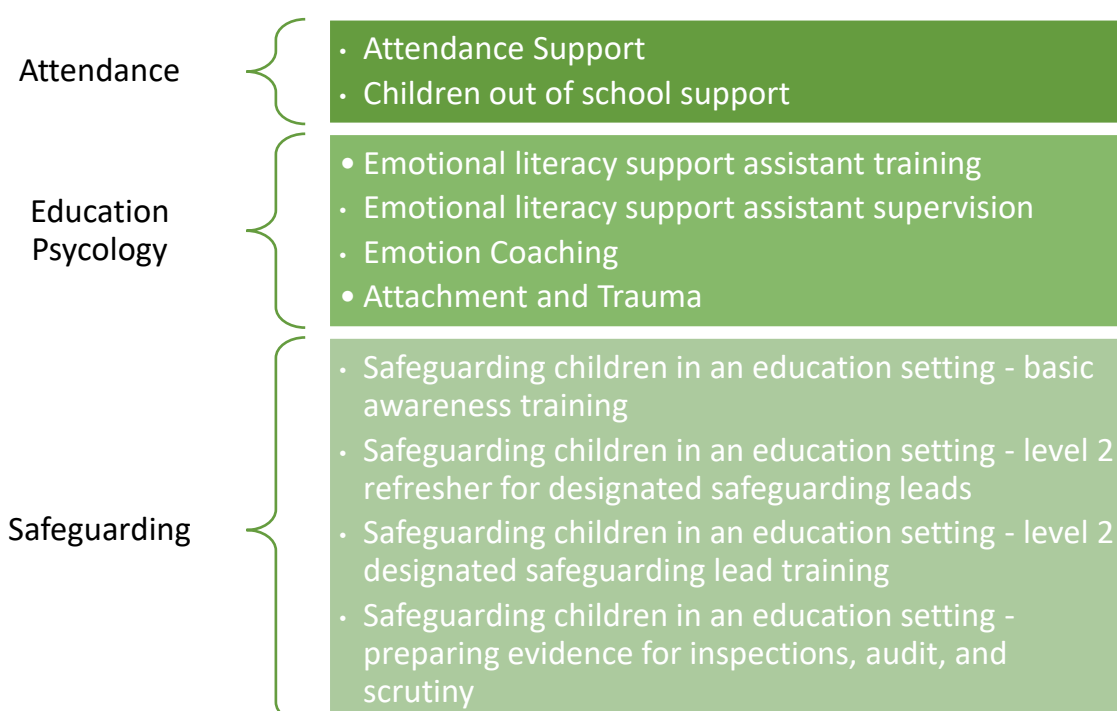 Attendance
• Attendance Support
• Children out of school support
Education
Psycology
• Emotional literacy support assistant training
• Emotional literacy support assistant supervision
• Emotion Coaching
• Attachment and Trauma
Safeguarding
• Safeguarding children in an education setting - basic
awareness training
• Safeguarding children in an education setting - level 2
refresher for designated safeguarding leads
• Safeguarding children in an education setting - level 2
designated safeguarding lead training
• Safeguarding children in an education setting -
preparing evidence for inspections, audit, and
scrutiny